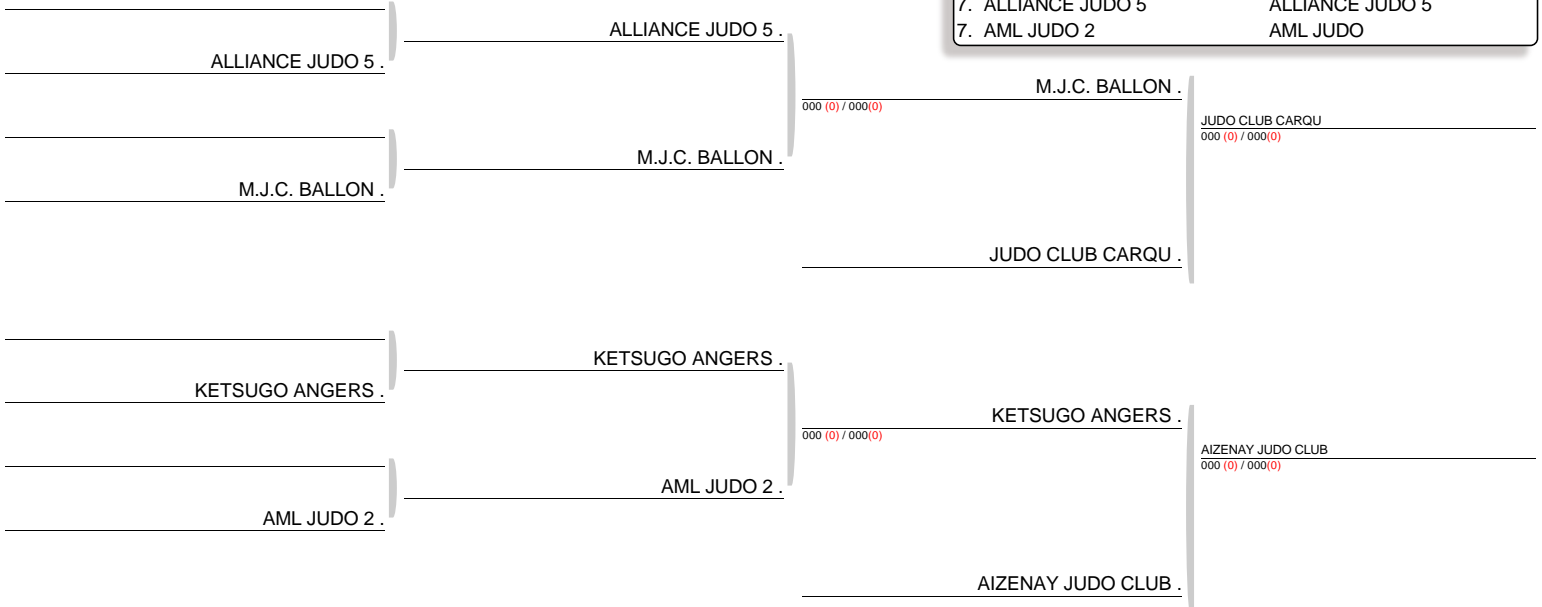 7. ALLIANCE JUDO 5 ALLIANCE JUDO 5
7. AML JUDO 2 AML JUDO
ALLIANCE JUDO 5 .
ALLIANCE JUDO 5 .
M.J.C. BALLON .
000 (0) / 000(0)
JUDO CLUB CARQU
000 (0) / 000(0)
M.J.C. BALLON .
M.J.C. BALLON .
JUDO CLUB CARQU .
KETSUGO ANGERS .
KETSUGO ANGERS .
KETSUGO ANGERS .
000 (0) / 000(0)
AIZENAY JUDO CLUB
000 (0) / 000(0)
AML JUDO 2 .
AML JUDO 2 .
AIZENAY JUDO CLUB .